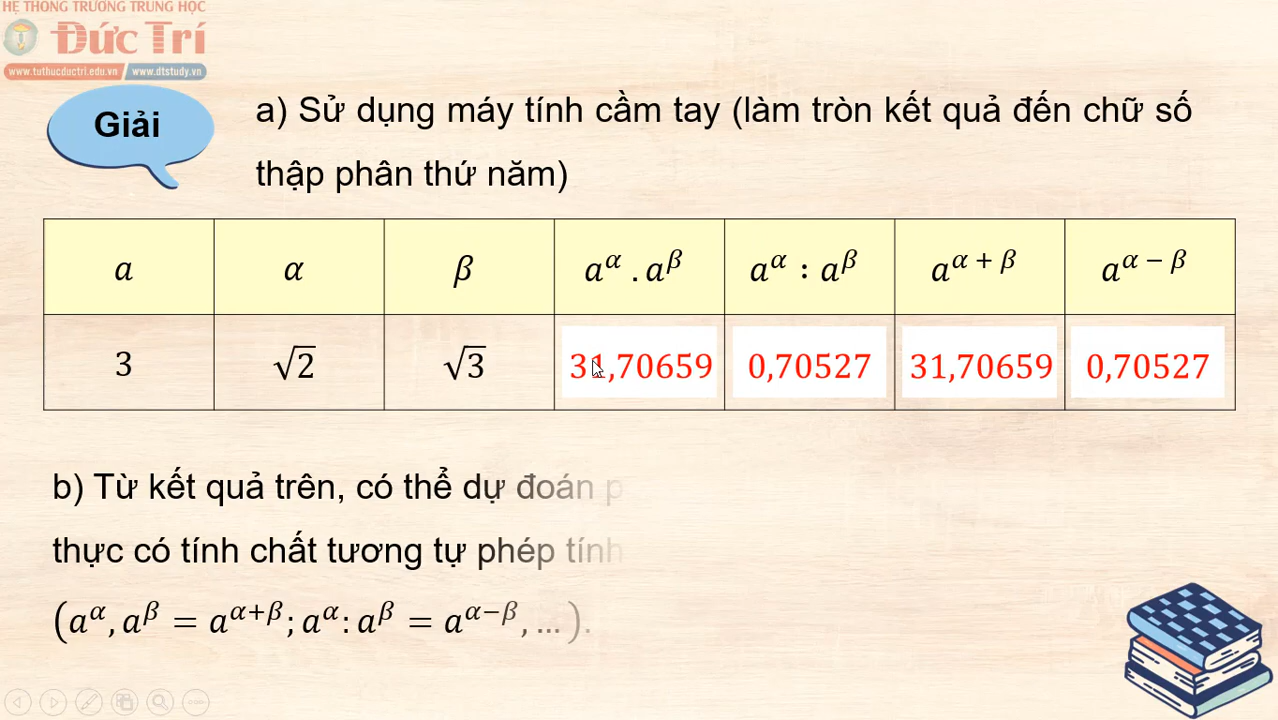 HỆ THỐNG TRƯỜNG TRUNG HỌC
Đức Trí
www.tuthucductri.edu.vn www.dtstudy.vn
Giải
a) Sử dụng máy tính cầm tay (làm tròn kết quả đến chữ số
thập phân thứ năm)
a α β a^α . a^β a^α : a^β a^(α + β) a^(α − β)
3 √2 √3 31,70659 0,70527 31,70659 0,70527
b) Từ kết quả trên, có thể dự đoán
thực có tính chất tương tự phép tính
(a^α, a^β = a^(α+β); a^α: a^β = a^(α−β), … ).